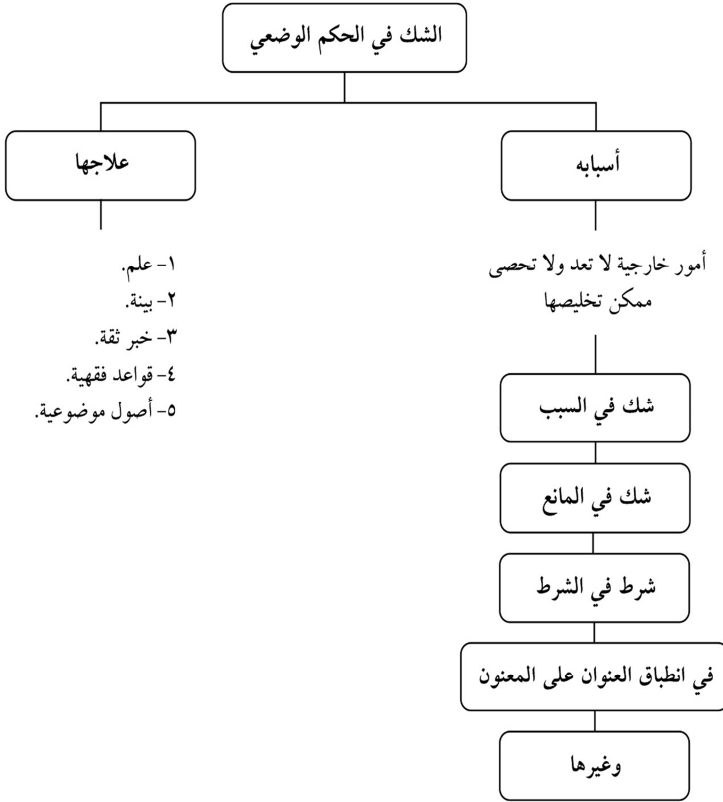 الشك في الحكم الوضعي
أسبابه
أمور خارجية لا تعد ولا تحصى
ممكن تخليصها
شك في السبب
شك في المانع
شرط في الشرط
في انطباق العنوان على المعنون
وغيرها
علاجها
١- علم.
٢- بينة.
٣- خبر ثقة.
٤- قواعد فقهية.
٥- أصول موضوعية.